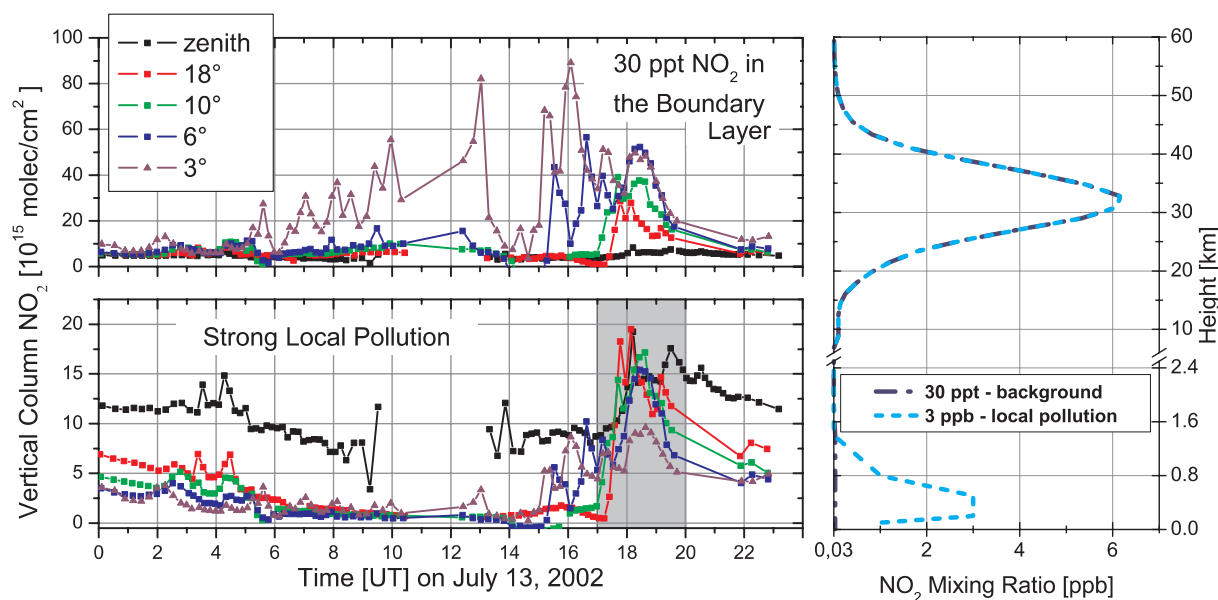 zenith
18°
10°
6°
3°
30 ppt NO2 in
the Boundary
Layer
100
80
60
40
20
0
Vertical Column NO2 [10^15 molec/cm^2]
Strong Local Pollution
20
15
10
5
0
0 2 4 6 8 10 12 14 16 18 20 22
Time [UT] on July 13, 2002
60
50
40
30
20
10
2.4
1.6
0.8
0.0
Height [km]
30 ppt - background
3 ppb - local pollution
0,03 2 4 6
NO2 Mixing Ratio [ppb]